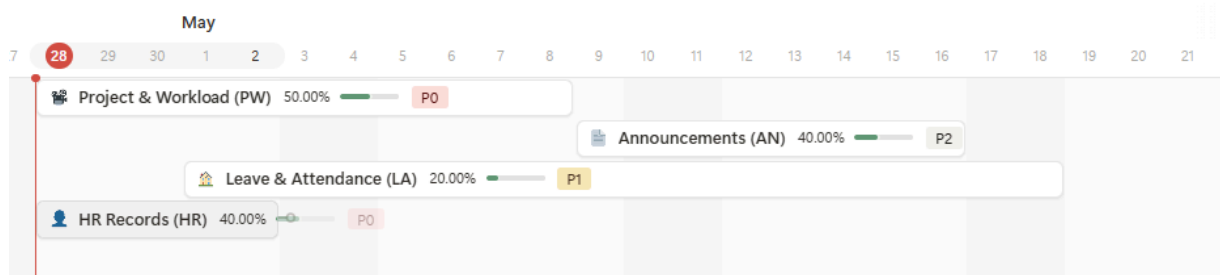 May
7 28 29 30 1 2 3 4 5 6 7 8 9 10 11 12 13 14 15 16 17 18 19 20 21
Project & Workload (PW) 50.00% P0
Announcements (AN) 40.00% P2
Leave & Attendance (LA) 20.00% P1
HR Records (HR) 40.00% P0